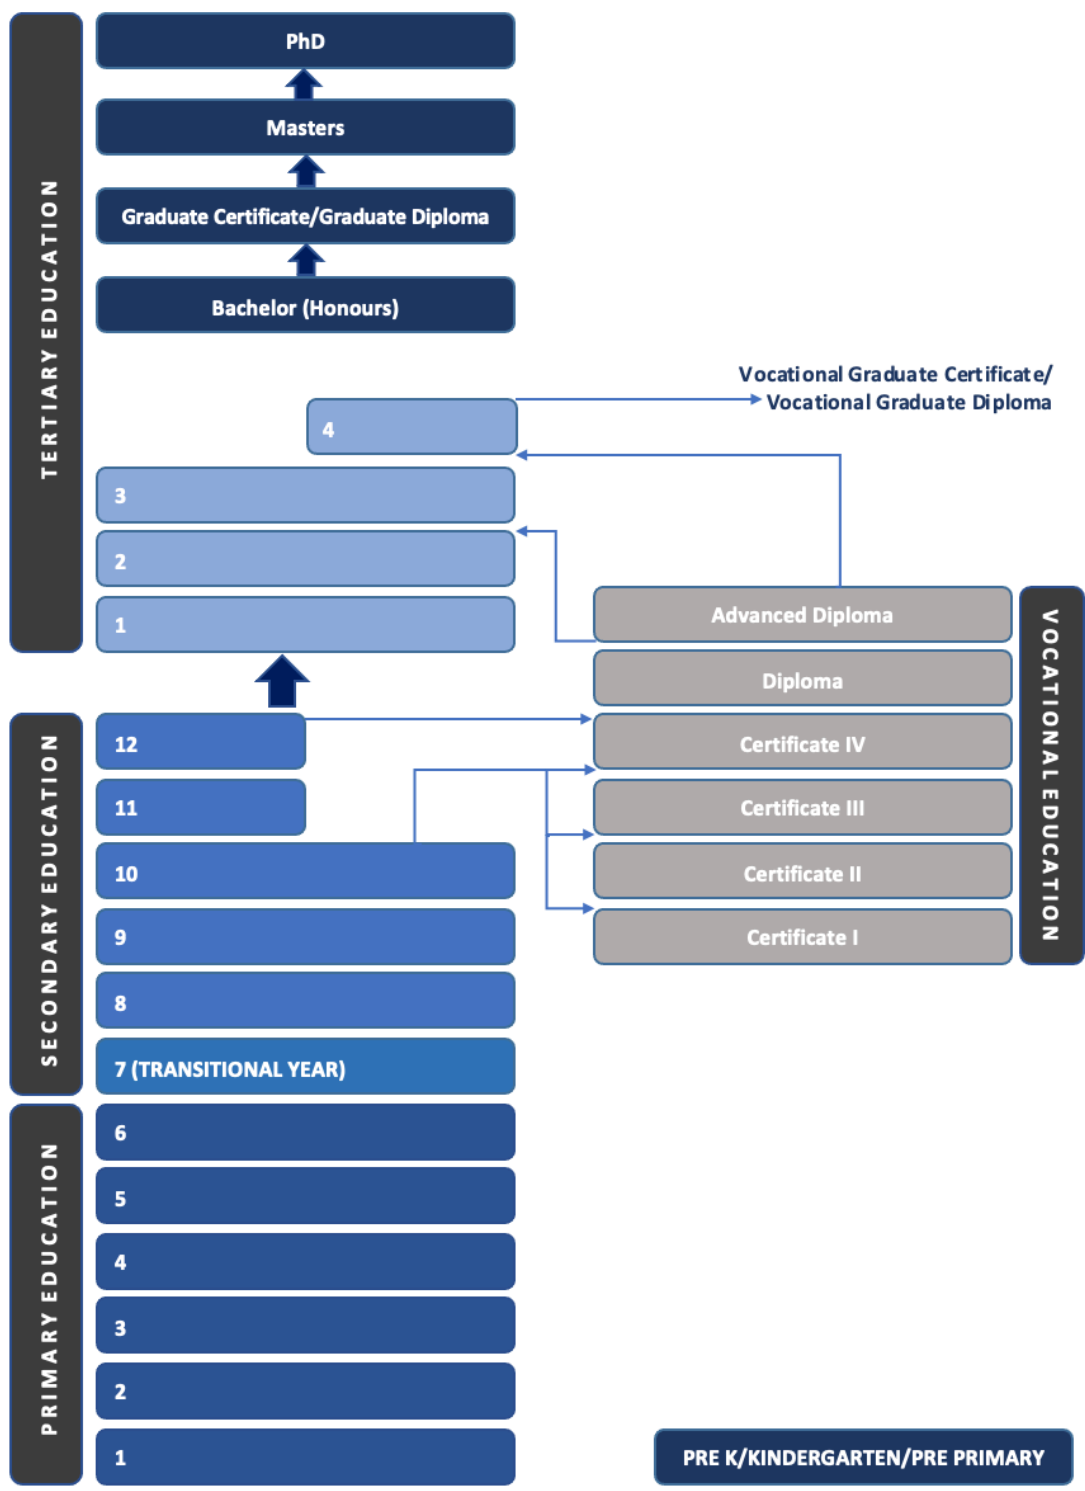 TERTIARY EDUCATION
PhD
Masters
Graduate Certificate/Graduate Diploma
Bachelor (Honours)
Vocational Graduate Certificate/
Vocational Graduate Diploma
4
3
2
1
VOCATIONAL EDUCATION
Advanced Diploma
Diploma
Certificate IV
Certificate III
Certificate II
Certificate I
SECONDARY EDUCATION
12
11
10
9
8
7 (TRANSITIONAL YEAR)
PRIMARY EDUCATION
6
5
4
3
2
1
PRE K/KINDERGARTEN/PRE PRIMARY